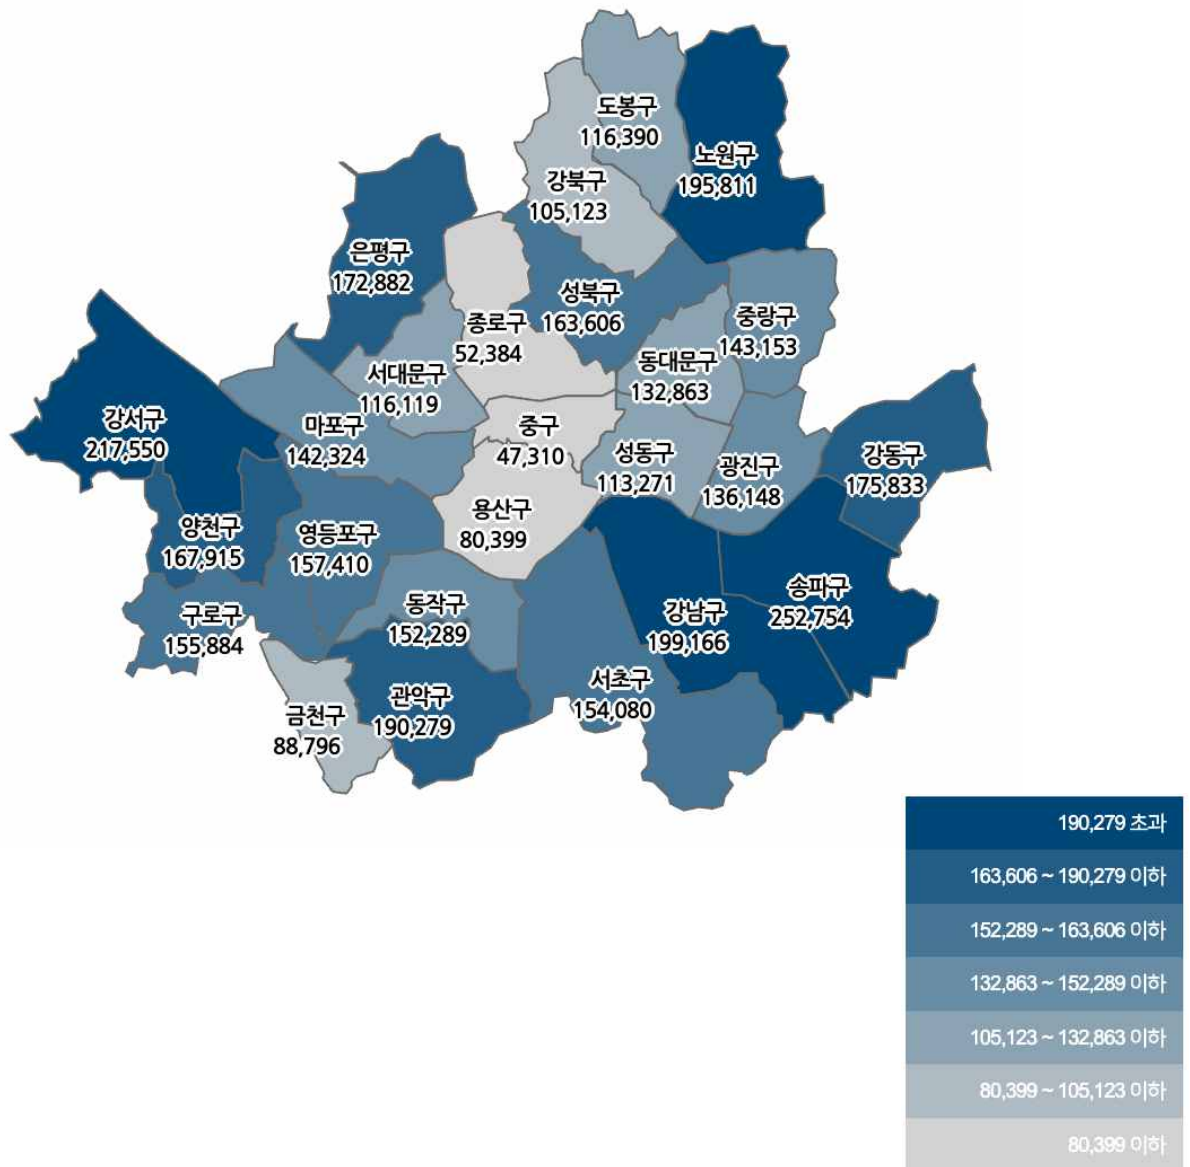 도봉구
116,390
노원구
195,811
강북구
105,123
은평구
172,882
성북구
163,606
종로구
52,384
중랑구
143,153
동대문구
132,863
서대문구
116,119
강서구
217,550
마포구
142,324
중구
47,310
성동구
113,271
광진구
136,148
강동구
175,833
양천구
167,915
영등포구
157,410
용산구
80,399
구로구
155,884
동작구
152,289
강남구
199,166
송파구
252,754
서초구
154,080
관악구
190,279
금천구
88,796
190,279 초과
163,606 ~ 190,279 이하
152,289 ~ 163,606 이하
132,863 ~ 152,289 이하
105,123 ~ 132,863 이하
80,399 ~ 105,123 이하
80,399 이하